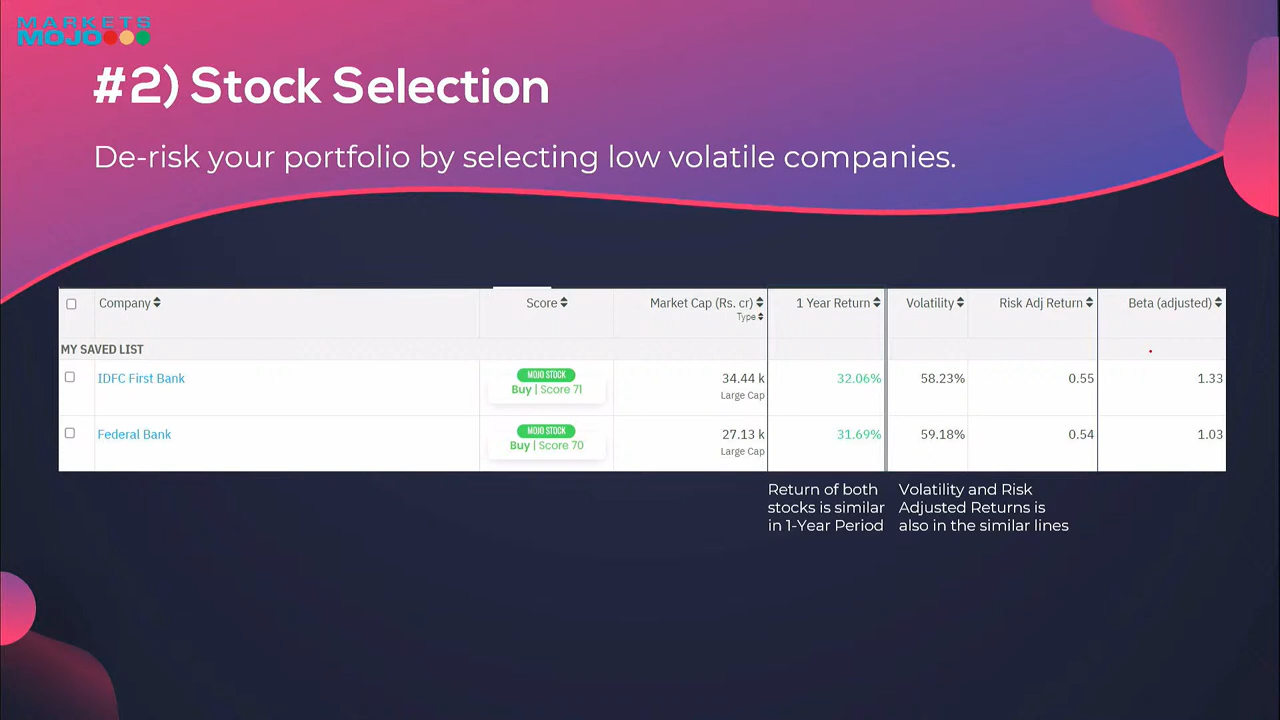 MARKETS
MOJO
#2) Stock Selection
De-risk your portfolio by selecting low volatile companies.
Company Score Market Cap (Rs. cr) 1 Year Return Volatility Risk Adj Return Beta (adjusted)
Type
MY SAVED LIST
MOJO STOCK
IDFC First Bank Buy | Score 71 34.44 k 32.06% 58.23% 0.55 1.33
Large Cap
MOJO STOCK
Federal Bank Buy | Score 70 27.13 k 31.69% 59.18% 0.54 1.03
Large Cap
Return of both
stocks is similar
in 1-Year Period
Volatility and Risk
Adjusted Returns is
also in the similar lines